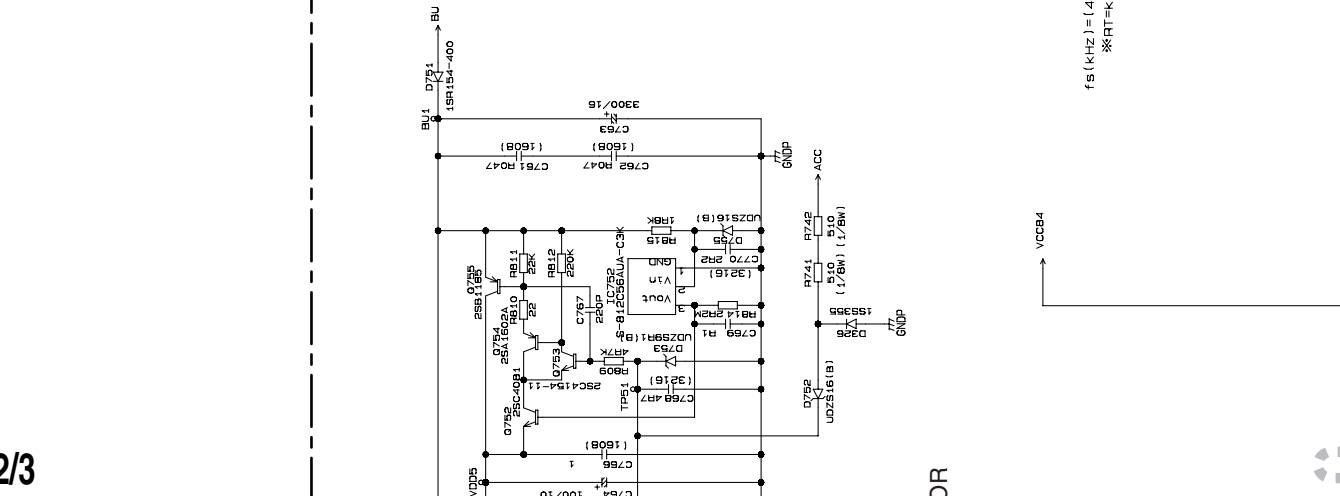 BU
D751
1SR154-400
BU1
3300/16
C763
(1608)
(1608)
R047
C761
R047
C762
GNDP
ACC
R742
510
(1/8W)
R741
510
(1/8W)
1R8K
R815
UDZS16(B)
D755
C770
2R2
(3216)
Q755
2SB1185
R811
22K
R812
220K
R810
22
C767
220P
IC752
S-812C56AUA-C3K
GND
Vin
Vout
1
2
3
R814
2R2M
R1
C769
Q754
2SA1602A
Q753
2SC4154-11
4R7K
R809
UDZS9R1(B)
D753
TP51
(3216)
C768
4R7
2SC4081
Q752
1SS355
D326
GNDP
D752
UDZS16(B)
(1608)
1
C766
VDD5
100/10
C764
VCCB4
fs(kHz)=(4
※RT=k
2/3
OR